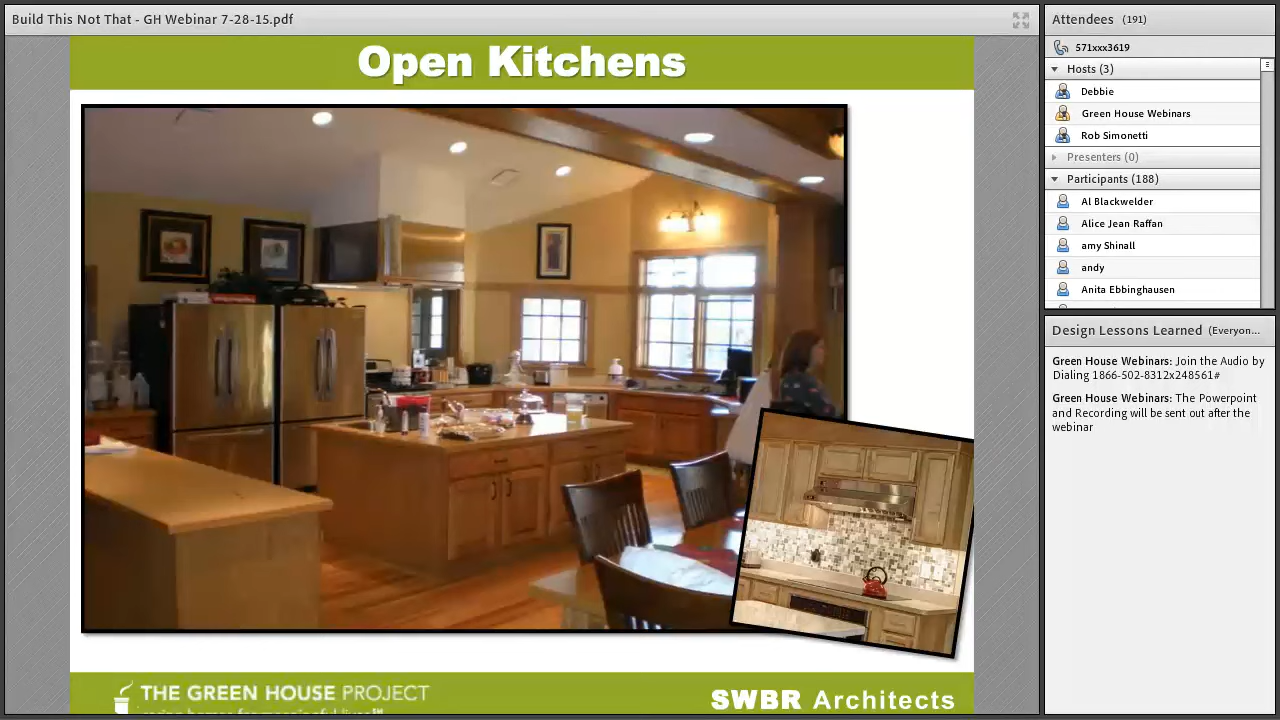 Build This Not That - GH Webinar 7-28-15.pdf
Open Kitchens
THE GREEN HOUSE PROJECT
SWBR Architects
Attendees (191)
571xxx3619
Hosts (3)
Debbie
Green House Webinars
Rob Simonetti
Presenters (0)
Participants (188)
Al Blackwelder
Alice Jean Raffan
amy Shinall
andy
Anita Ebbinghausen
Design Lessons Learned (Everyon...
Green House Webinars: Join the Audio by
Dialing 1866-502-8312x248561#
Green House Webinars: The Powerpoint
and Recording will be sent out after the
webinar